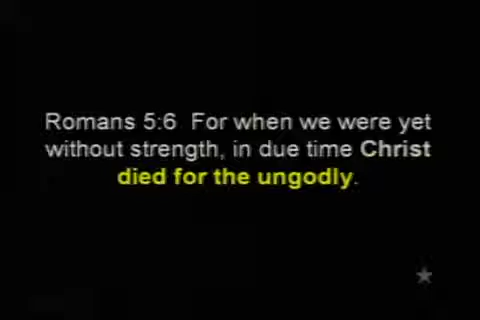 Romans 5:6  For when we were yet
without strength, in due time Christ
died for the ungodly.